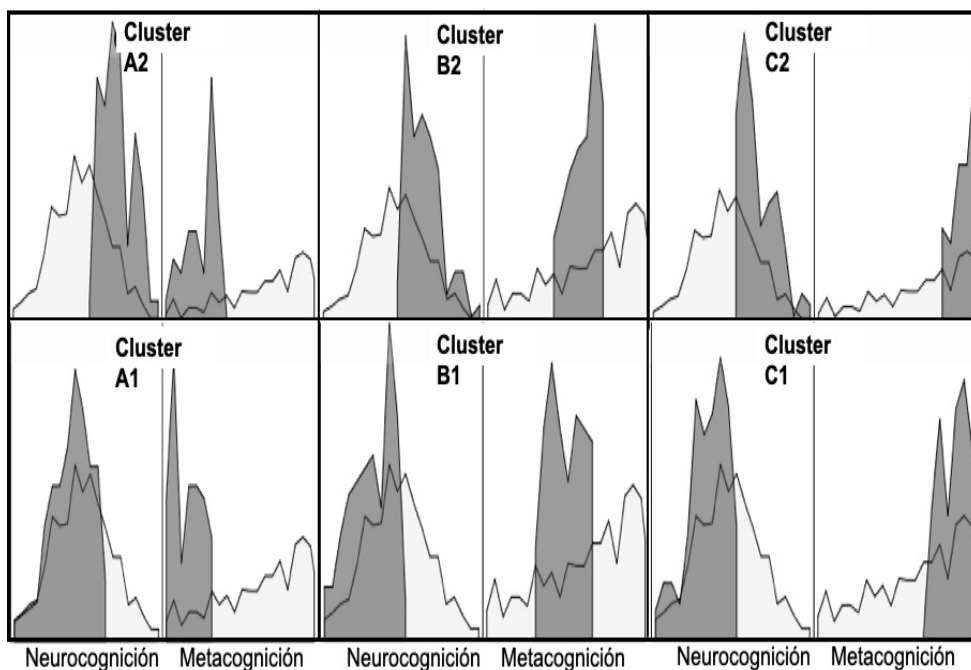 Cluster
A2
Cluster
B2
Cluster
C2
Cluster
A1
Cluster
B1
Cluster
C1
Neurocognición Metacognición Neurocognición Metacognición Neurocognición Metacognición